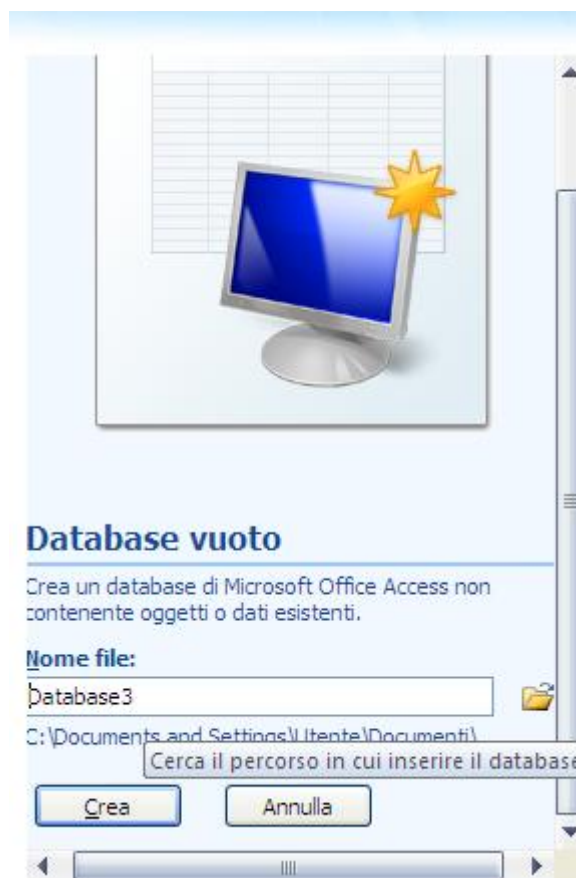 Database vuoto
Crea un database di Microsoft Office Access non
contenente oggetti o dati esistenti.
Nome file:
Database3
C:\Documents and Settings\Utente\Documenti\
Cerca il percorso in cui inserire il database
Crea
Annulla